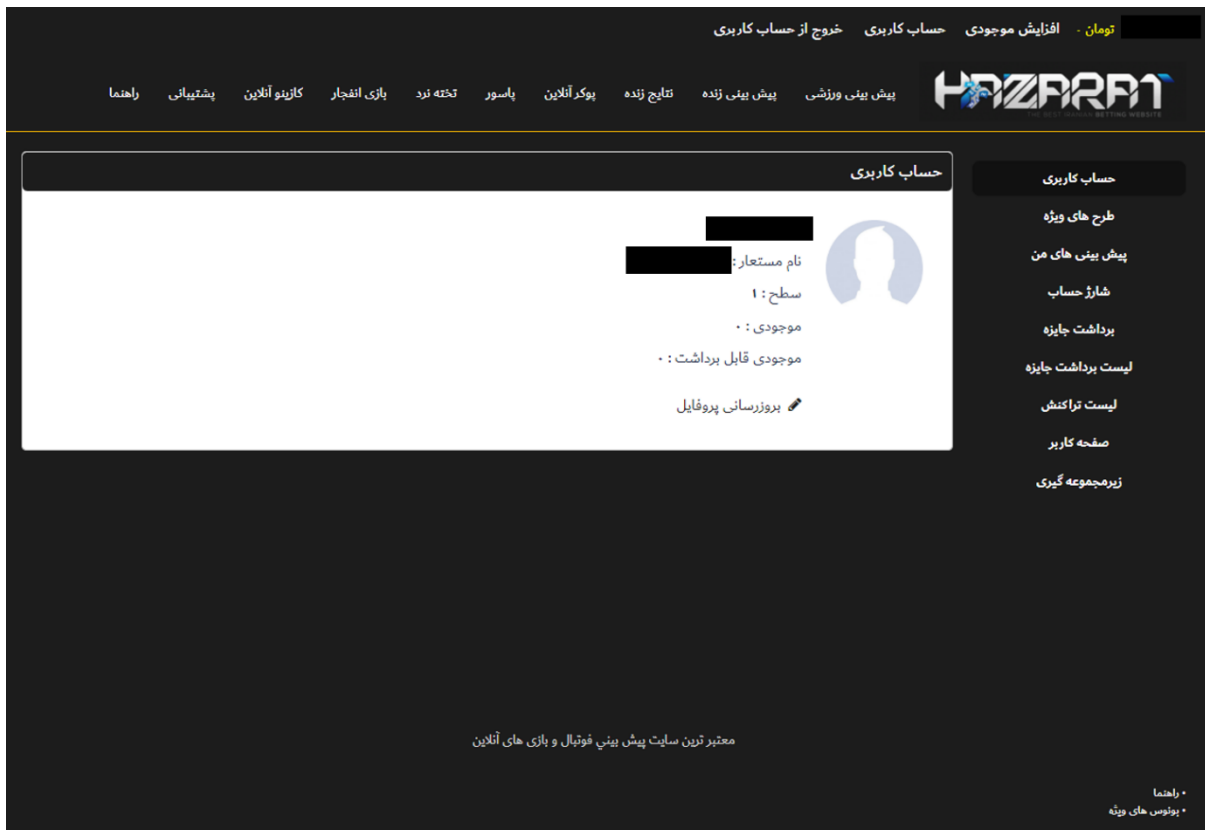 تومان ۰ افزایش موجودی حساب کاربری خروج از حساب کاربری
HAZARAT
THE BEST IRANIAN BETTING WEBSITE
پیش بینی ورزشی پیش بینی زنده نتایج زنده پوکر آنلاین پاسور تخته نرد بازی انفجار کازینو آنلاین پشتیبانی راهنما
حساب کاربری
طرح های ویژه
پیش بینی های من
شارژ حساب
برداشت جایزه
لیست برداشت جایزه
لیست تراکنش
صفحه کاربر
زیرمجموعه گیری
حساب کاربری
نام مستعار :
سطح : ۱
موجودی : ۰
موجودی قابل برداشت : ۰
بروزرسانی پروفایل
معتبر ترین سایت پیش بیني فوتبال و بازی های آنلاین
• راهنما
• بونوس های ویژه